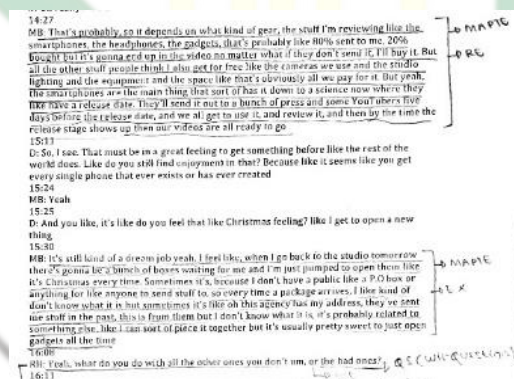 14:27
MB: That's probably, so it depends on what kind of gear, the stuff I'm reviewing like the
smartphones, the headphones, the gadgets, that's probably like 80% sent to me, 20%
bought but it's gonna end up in the video no matter what if they don't send it, I'll buy it. But
all the other stuff people think I also get for free like the cameras we use and the studio
lighting and the equipment and the space like that's obviously all we pay for it. But yeah,
the smartphones are the main thing that sort of has it down to a science now where they
like have a release date. They'll send it out to a bunch of press and some YouTubers five
days before the release date, and we all get to use it, and review it, and then by the time the
release stage shows up then our videos are all ready to go
MAPIE
RE
15:11
D: So, I see. That must be in a great feeling to get something before like the rest of the
world does. Like do you still find enjoyment in that? Because like it seems like you get
every single phone that ever exists or has ever created
15:24
MB: Yeah
15:25
D: And you like, it's like do you feel that like Christmas feeling? like I get to open a new
thing
15:30
MB: It's still kind of a dream job yeah, I feel like, when I go back to the studio tomorrow
there's gonna be a bunch of boxes waiting for me and I'm just pumped to open them like
it's Christmas every time. Sometimes it's, because I don't have a public like a P.O box or
anything for like anyone to send stuff to, so every time a package arrives, I like kind of
don't know what it is but sometimes it's like oh this agency has my address, they've sent
me stuff in the past, this is from them but I don't know what it is, it's probably related to
something else, like I can sort of piece it together but it's usually pretty sweet to just open
gadgets all the time
MAPIE
EX
16:08
RH: Yeah, what do you do with all the other ones you don't um, or the bad ones?
QS (WH-Question)
16:11